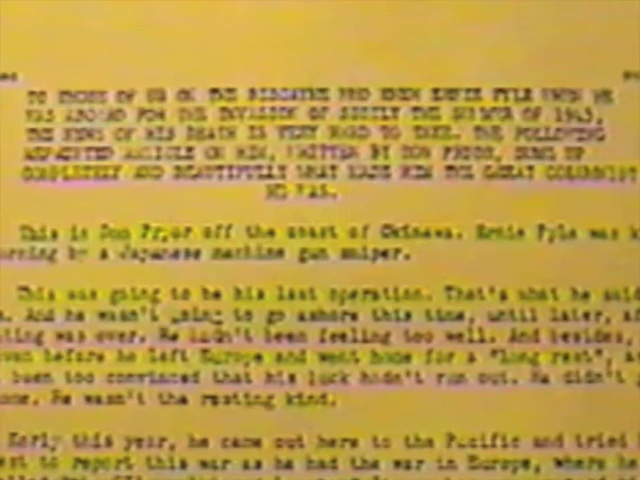 TO THOSE OF US ON THE BISCAYNE WHO KNEW ERNIE PYLE WHEN HE
WAS ABOARD FOR THE INVASION OF SICILY THE SUMMER OF 1943,
THE NEWS OF HIS DEATH IS VERY HARD TO TAKE. THE FOLLOWING
REPRINTED ARTICLE ON HIM, WRITTEN BY DON PRYOR, SUMS UP
COMPLETELY AND BEAUTIFULLY WHAT MADE HIM THE GREAT COLUMNIST
HE WAS.
This is Don Pryor off the coast of Okinawa. Ernie Pyle was
by a Japanese machine gun sniper.
This was going to be his last operation. That's what he said
And he wasn't going to go ashore this time, until later,
was over. He hadn't been feeling too well. And besides,
before he left Europe and went home for a "long rest",
been too convinced that his luck hadn't run out. He didn't
He wasn't the resting kind.
Early this year, he came out here to the Pacific and tried
to report this war as he had the war in Europe, where he